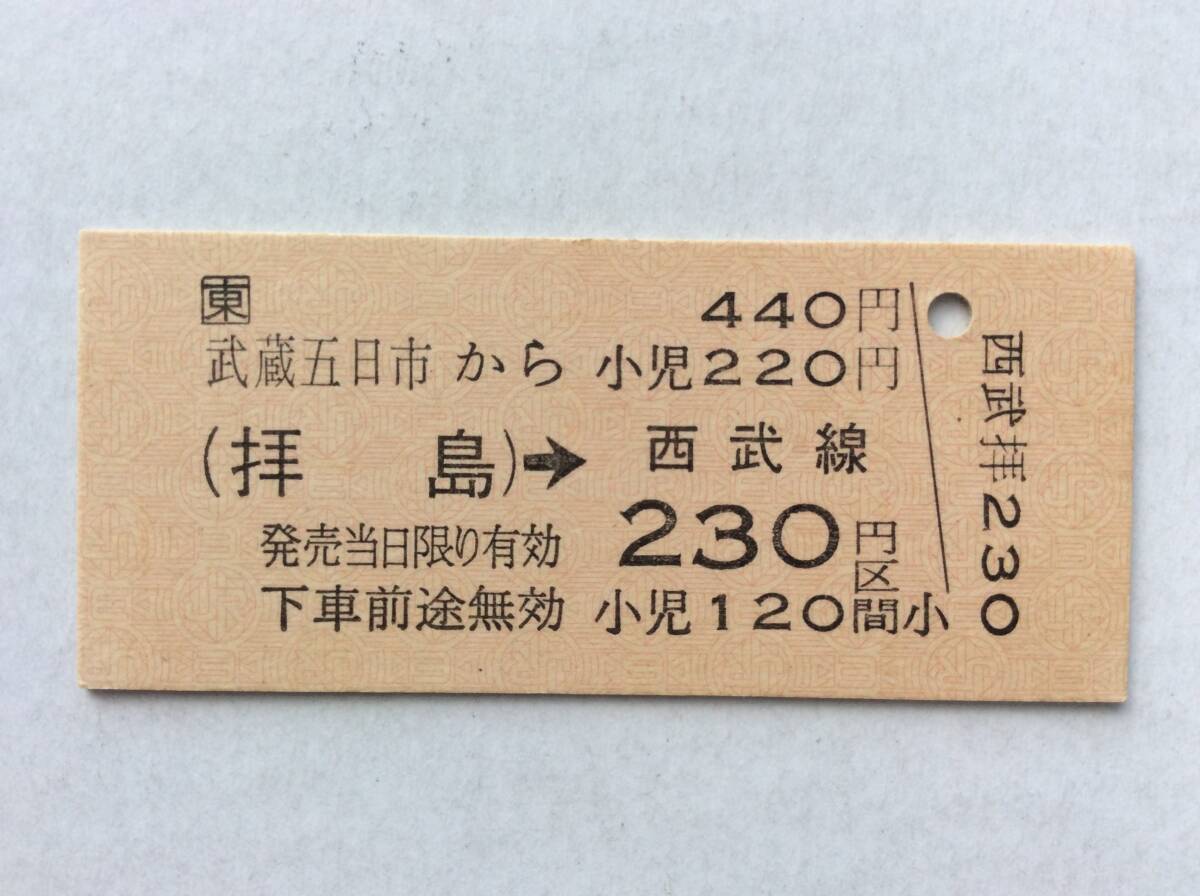 東
440円
武蔵五日市 から 小児220円
(拝島)➔ 西武線
発売当日限り有効 230円区間
下車前途無効 小児120 小
西武拝230